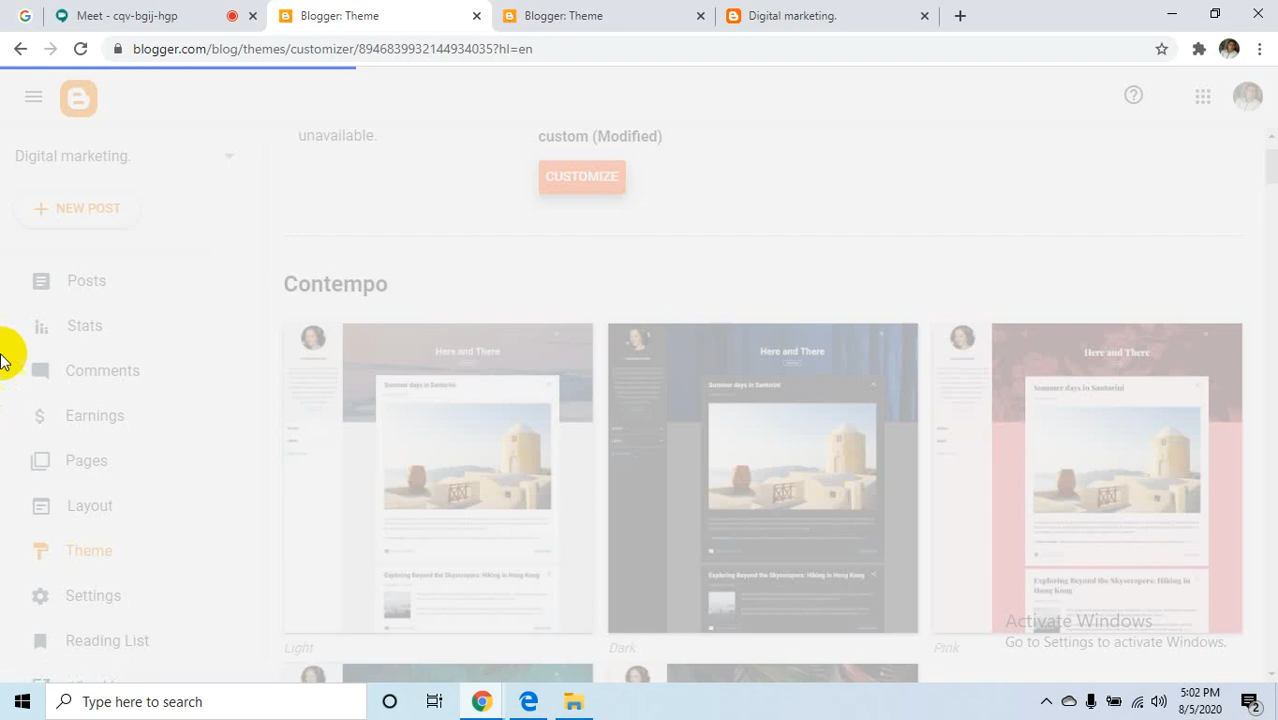 Meet - cqv-bgij-hgp
Blogger: Theme
Blogger: Theme
Digital marketing.
blogger.com/blog/themes/customizer/8946839932144934035?hl=en
unavailable.
custom (Modified)
Digital marketing.
CUSTOMIZE
NEW POST
Posts
Contempo
Stats
Here and There
Here and There
Here and There
Comments
Summer days in Santorini
Summer days in Santorini
Summer days in Santorini
Earnings
Pages
Layout
Theme
Exploring Beyond the Skyscrapers: Hiking in Hong Kong
Exploring Beyond the Skyscrapers: Hiking in Hong Kong
Exploring Beyond the Skyscrapers: Hiking in
Hong Kong
Settings
Activate Windows
Go to Settings to activate Windows.
Reading List
Light
Dark
Pink
Type here to search
5:02 PM
8/5/2020
2